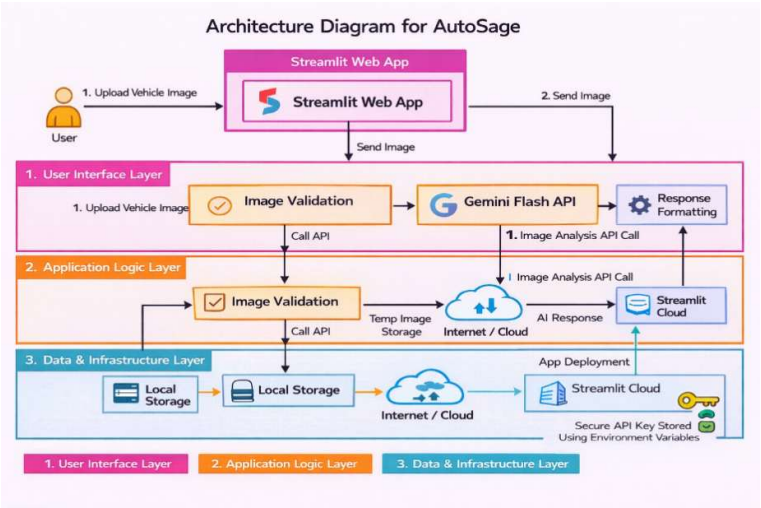 Architecture Diagram for AutoSage
Streamlit Web App
Streamlit Web App
1. Upload Vehicle Image
2. Send Image
User
Send Image
1. User Interface Layer
1. Upload Vehicle Image
Image Validation
Gemini Flash API
Response
Formatting
Call API
1. Image Analysis API Call
2. Application Logic Layer
Image Analysis API Call
Image Validation
Temp Image
Storage
Internet / Cloud
AI Response
Streamlit
Cloud
Call API
3. Data & Infrastructure Layer
App Deployment
Local
Storage
Local Storage
Internet / Cloud
Streamlit Cloud
Secure API Key Stored
Using Environment Variables
1. User Interface Layer
2. Application Logic Layer
3. Data & Infrastructure Layer